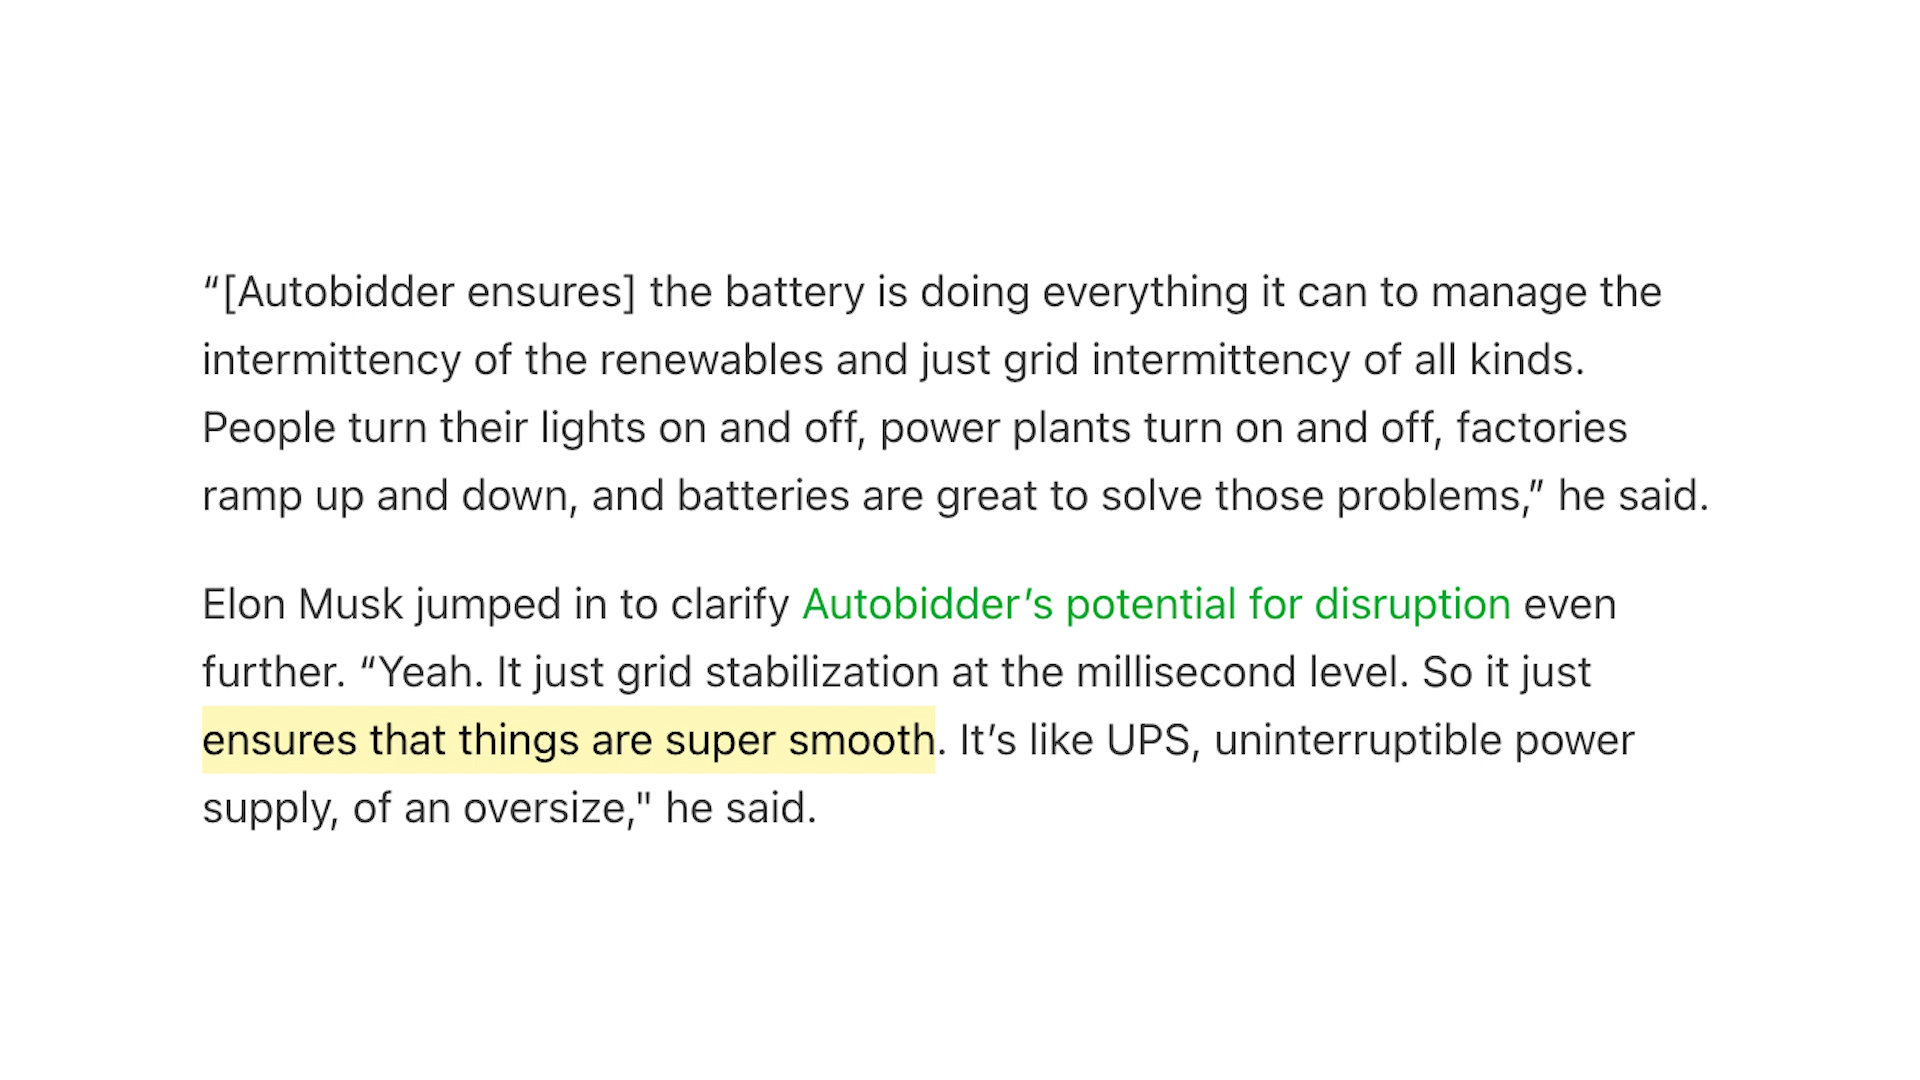 “[Autobidder ensures] the battery is doing everything it can to manage the
intermittency of the renewables and just grid intermittency of all kinds.
People turn their lights on and off, power plants turn on and off, factories
ramp up and down, and batteries are great to solve those problems,” he said.
Elon Musk jumped in to clarify Autobidder’s potential for disruption even
further. “Yeah. It just grid stabilization at the millisecond level. So it just
ensures that things are super smooth. It’s like UPS, uninterruptible power
supply, of an oversize," he said.